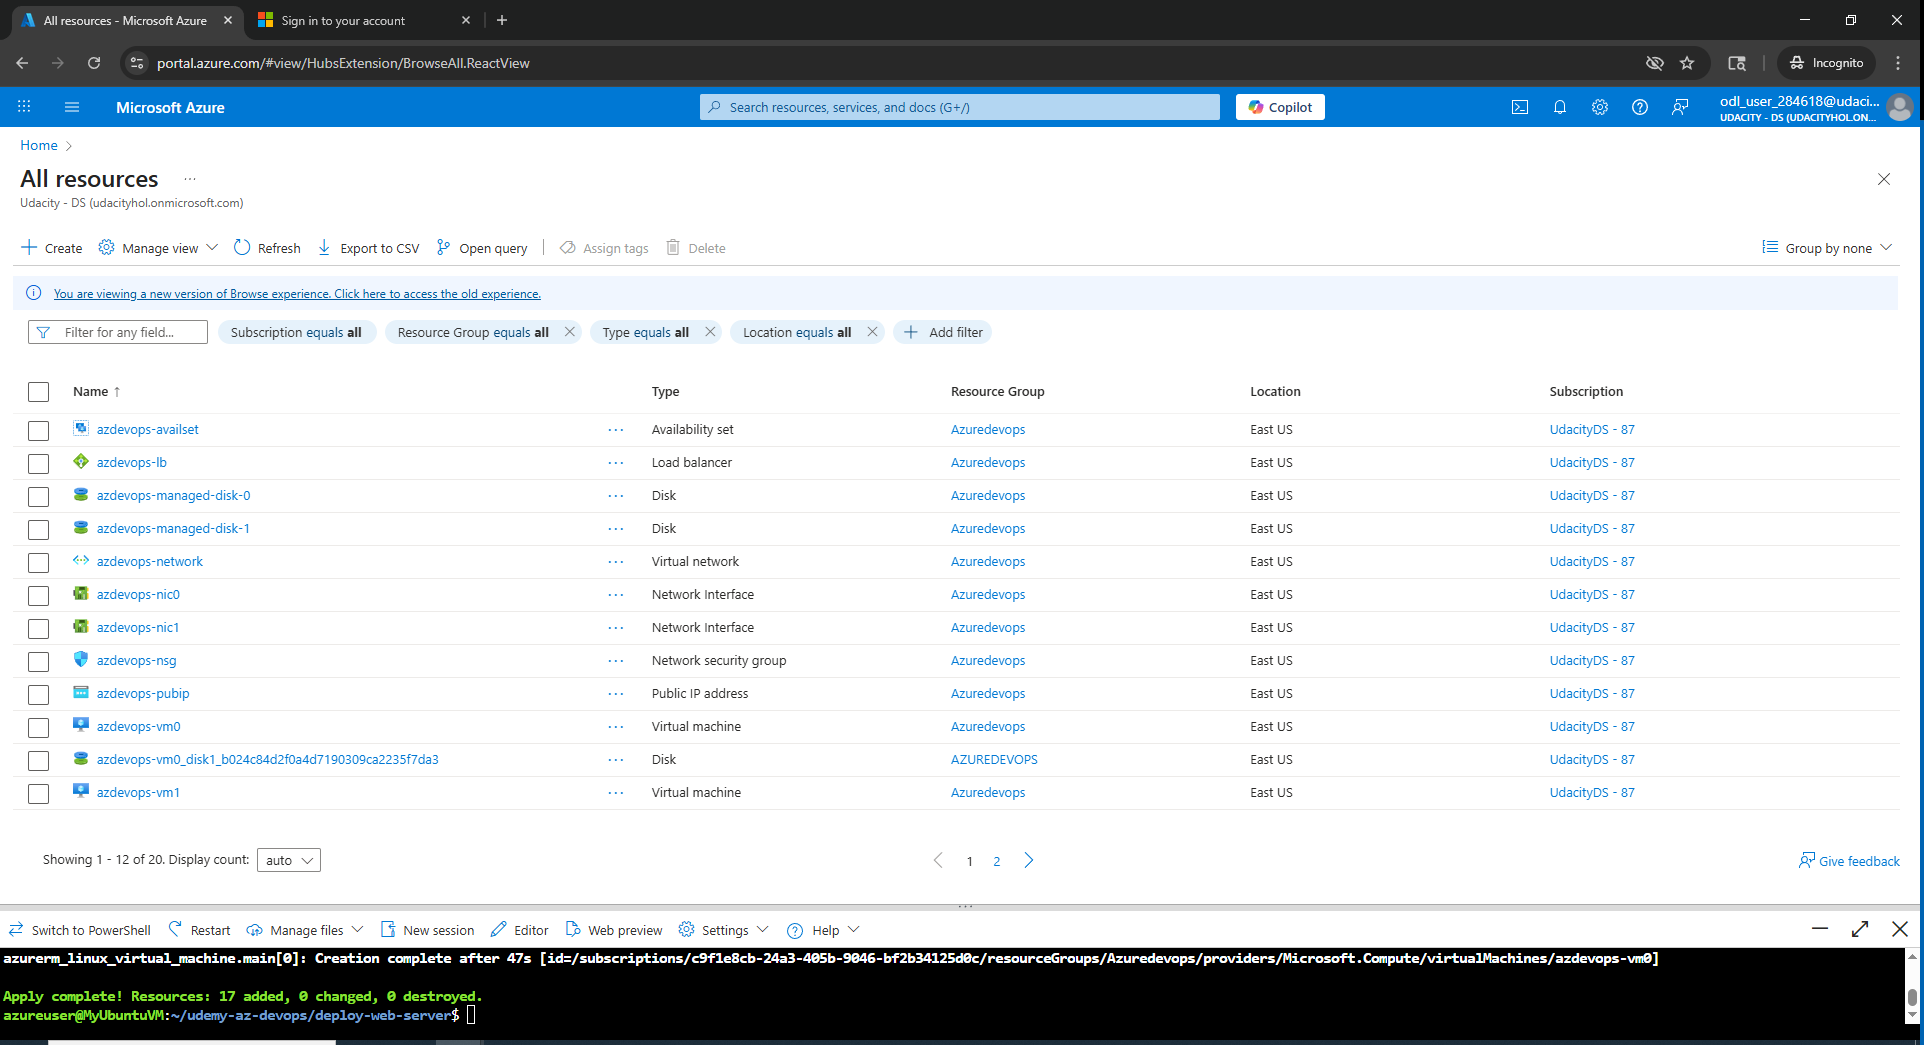 All resources - Microsoft Azure
Sign in to your account
portal.azure.com/#view/HubsExtension/BrowseAll.ReactView
Incognito
Microsoft Azure
Search resources, services, and docs (G+/)
Copilot
odl_user_284618@udaci...
UDACITY - DS (UDACITYHOL.ON...
Home
All resources ...
Udacity - DS (udacityhol.onmicrosoft.com)
Create Manage view Refresh Export to CSV Open query Assign tags Delete Group by none
You are viewing a new version of Browse experience. Click here to access the old experience.
Filter for any field... Subscription equals all Resource Group equals all Type equals all Location equals all Add filter
Name ↑ Type Resource Group Location Subscription
azdevops-availset ... Availability set Azuredevops East US UdacityDS - 87
azdevops-lb ... Load balancer Azuredevops East US UdacityDS - 87
azdevops-managed-disk-0 ... Disk Azuredevops East US UdacityDS - 87
azdevops-managed-disk-1 ... Disk Azuredevops East US UdacityDS - 87
azdevops-network ... Virtual network Azuredevops East US UdacityDS - 87
azdevops-nic0 ... Network Interface Azuredevops East US UdacityDS - 87
azdevops-nic1 ... Network Interface Azuredevops East US UdacityDS - 87
azdevops-nsg ... Network security group Azuredevops East US UdacityDS - 87
azdevops-pubip ... Public IP address Azuredevops East US UdacityDS - 87
azdevops-vm0 ... Virtual machine Azuredevops East US UdacityDS - 87
azdevops-vm0_disk1_b024c84d2f0a4d7190309ca2235f7da3 ... Disk AZUREDEVOPS East US UdacityDS - 87
azdevops-vm1 ... Virtual machine Azuredevops East US UdacityDS - 87
Showing 1 - 12 of 20. Display count: auto 1 2 Give feedback
Switch to PowerShell Restart Manage files New session Editor Web preview Settings Help
azurerm_linux_virtual_machine.main[0]: Creation complete after 47s [id=/subscriptions/c9f1e8cb-24a3-405b-9046-bf2b34125d0c/resourceGroups/Azuredevops/providers/Microsoft.Compute/virtualMachines/azdevops-vm0]
Apply complete! Resources: 17 added, 0 changed, 0 destroyed.
azureuser@MyUbuntuVM:~/udemy-az-devops/deploy-web-server$